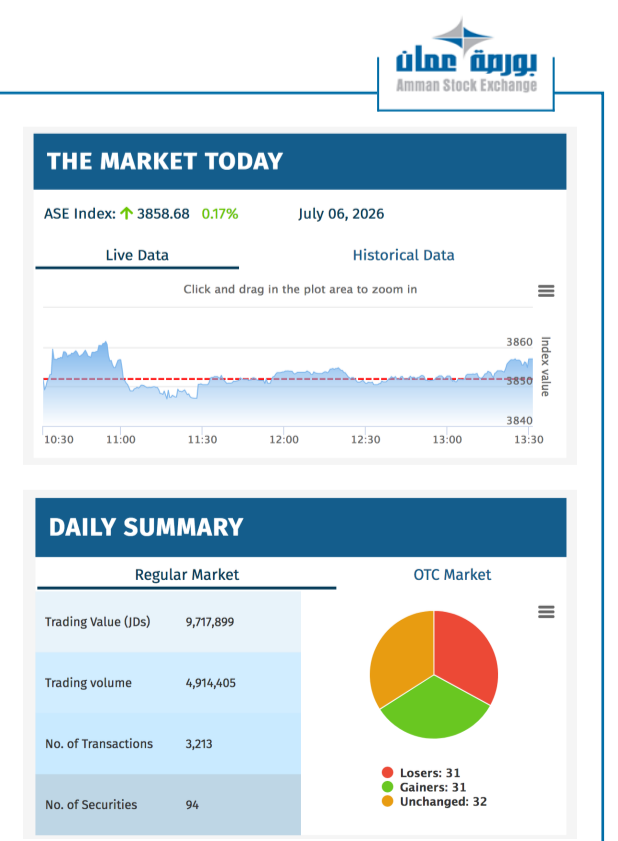 بورصة عمان
Amman Stock Exchange
THE MARKET TODAY
ASE Index: ↑ 3858.68 0.17% July 06, 2026
Live Data Historical Data
Click and drag in the plot area to zoom in
3860
3850
3840
Index value
10:30 11:00 11:30 12:00 12:30 13:00 13:30
DAILY SUMMARY
Regular Market OTC Market
Trading Value (JDs) 9,717,899
Trading volume 4,914,405
No. of Transactions 3,213
No. of Securities 94
Losers: 31
Gainers: 31
Unchanged: 32